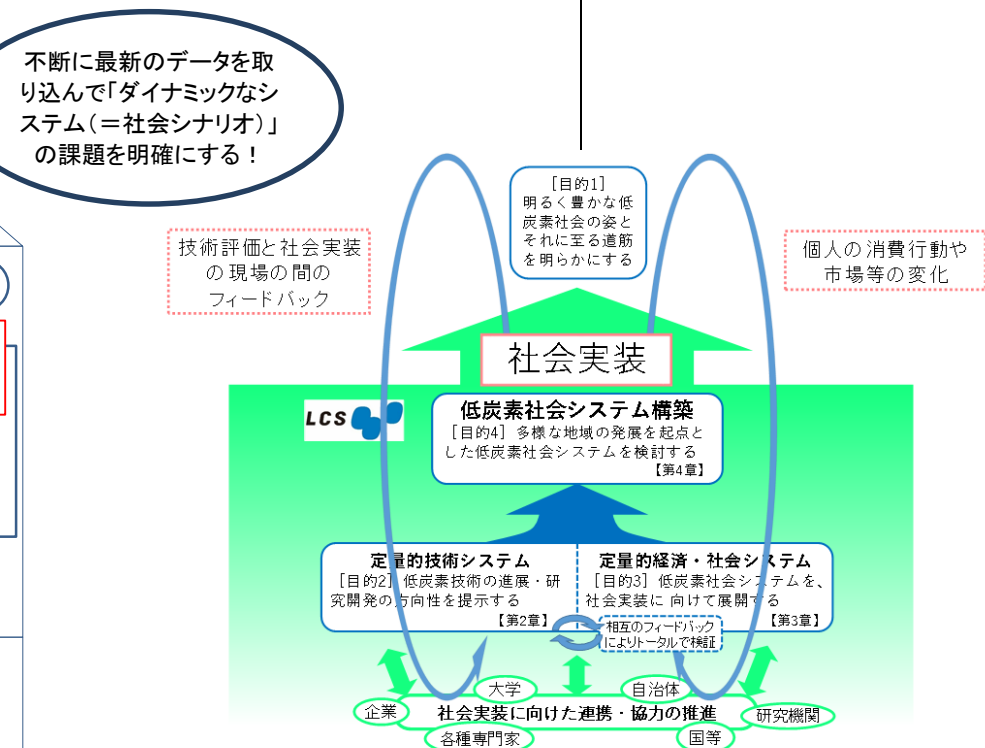 不断に最新のデータを取
り込んで「ダイナミックなシ
ステム(=社会シナリオ)」
の課題を明確にする!
[目的1]
明るく豊かな低
炭素社会の姿と
それに至る道筋
を明らかにする
技術評価と社会実装
の現場の間の
フィードバック
個人の消費行動や
市場等の変化
社会実装
LCS
低炭素社会システム構築
[目的4] 多様な地域の発展を起点と
した低炭素社会システムを検討する
【第4章】
定量的技術システム
[目的2] 低炭素技術の進展・研
究開発の方向性を提示する
【第2章】
定量的経済・社会システム
[目的3] 低炭素社会システムを、
社会実装に 向けて展開する
【第3章】
相互のフィードバック
によりトータルで検証
大学
自治体
企業
社会実装に向けた連携・協力の推進
研究機関
各種専門家
国等